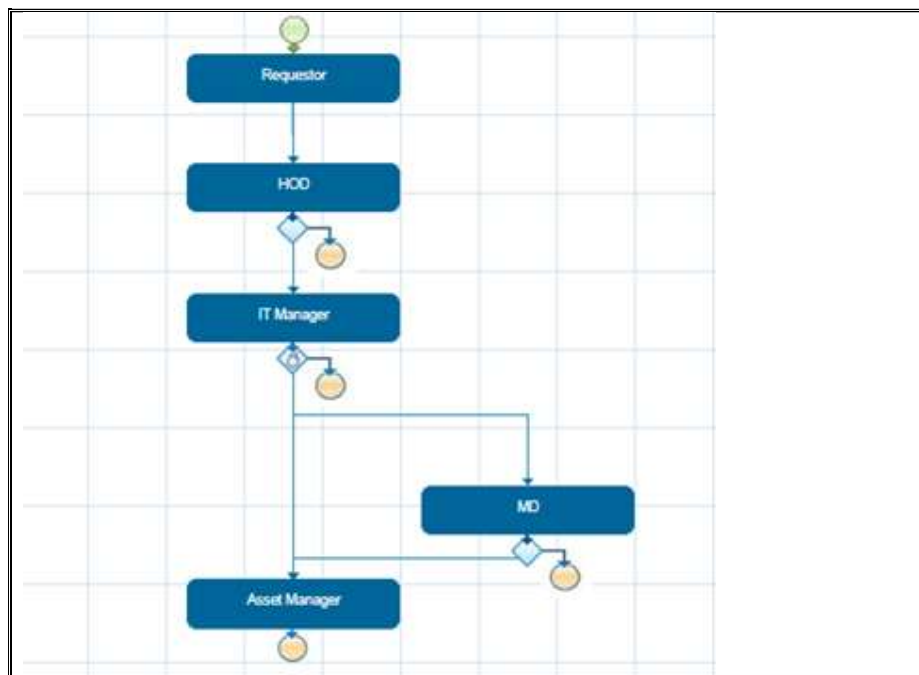 Requestor
HOD
IT Manager
MD
Asset Manager